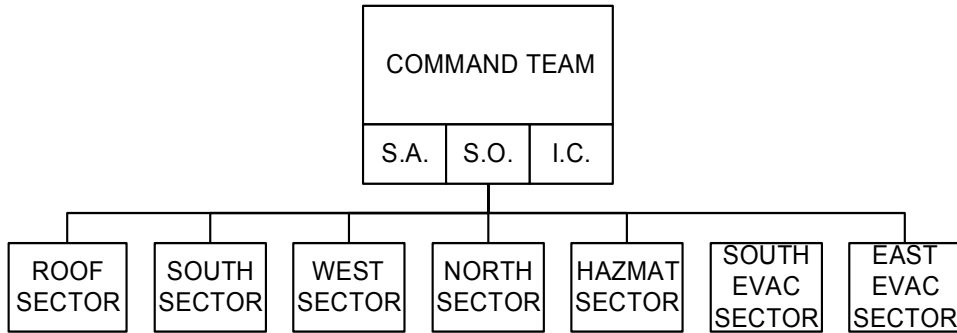 COMMAND TEAM
S.A.
S.O.
I.C.
ROOF
SECTOR
SOUTH
SECTOR
WEST
SECTOR
NORTH
SECTOR
HAZMAT
SECTOR
SOUTH
EVAC
SECTOR
EAST
EVAC
SECTOR